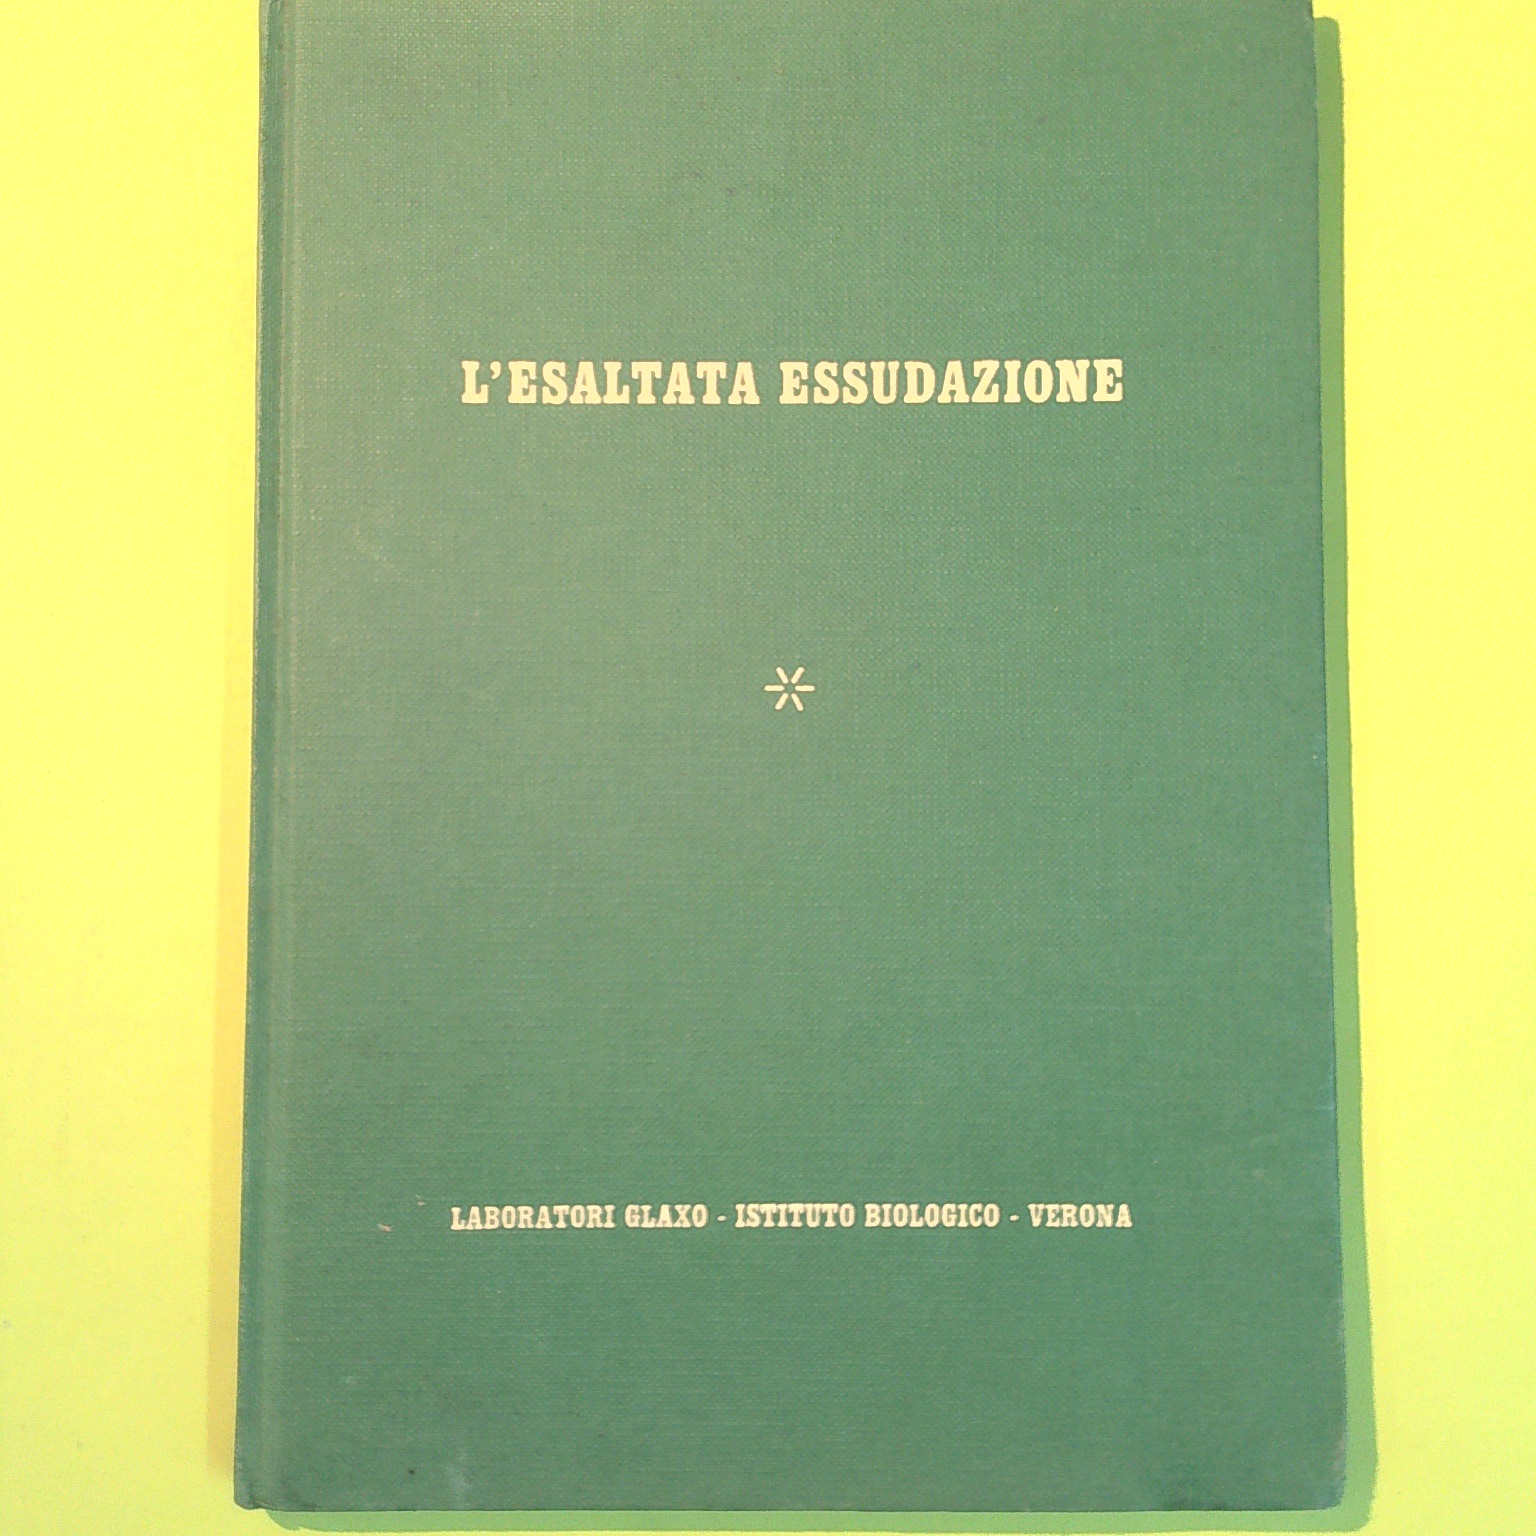 L'ESALTATA ESSUDAZIONE
LABORATORI GLAXO - ISTITUTO BIOLOGICO - VERONA